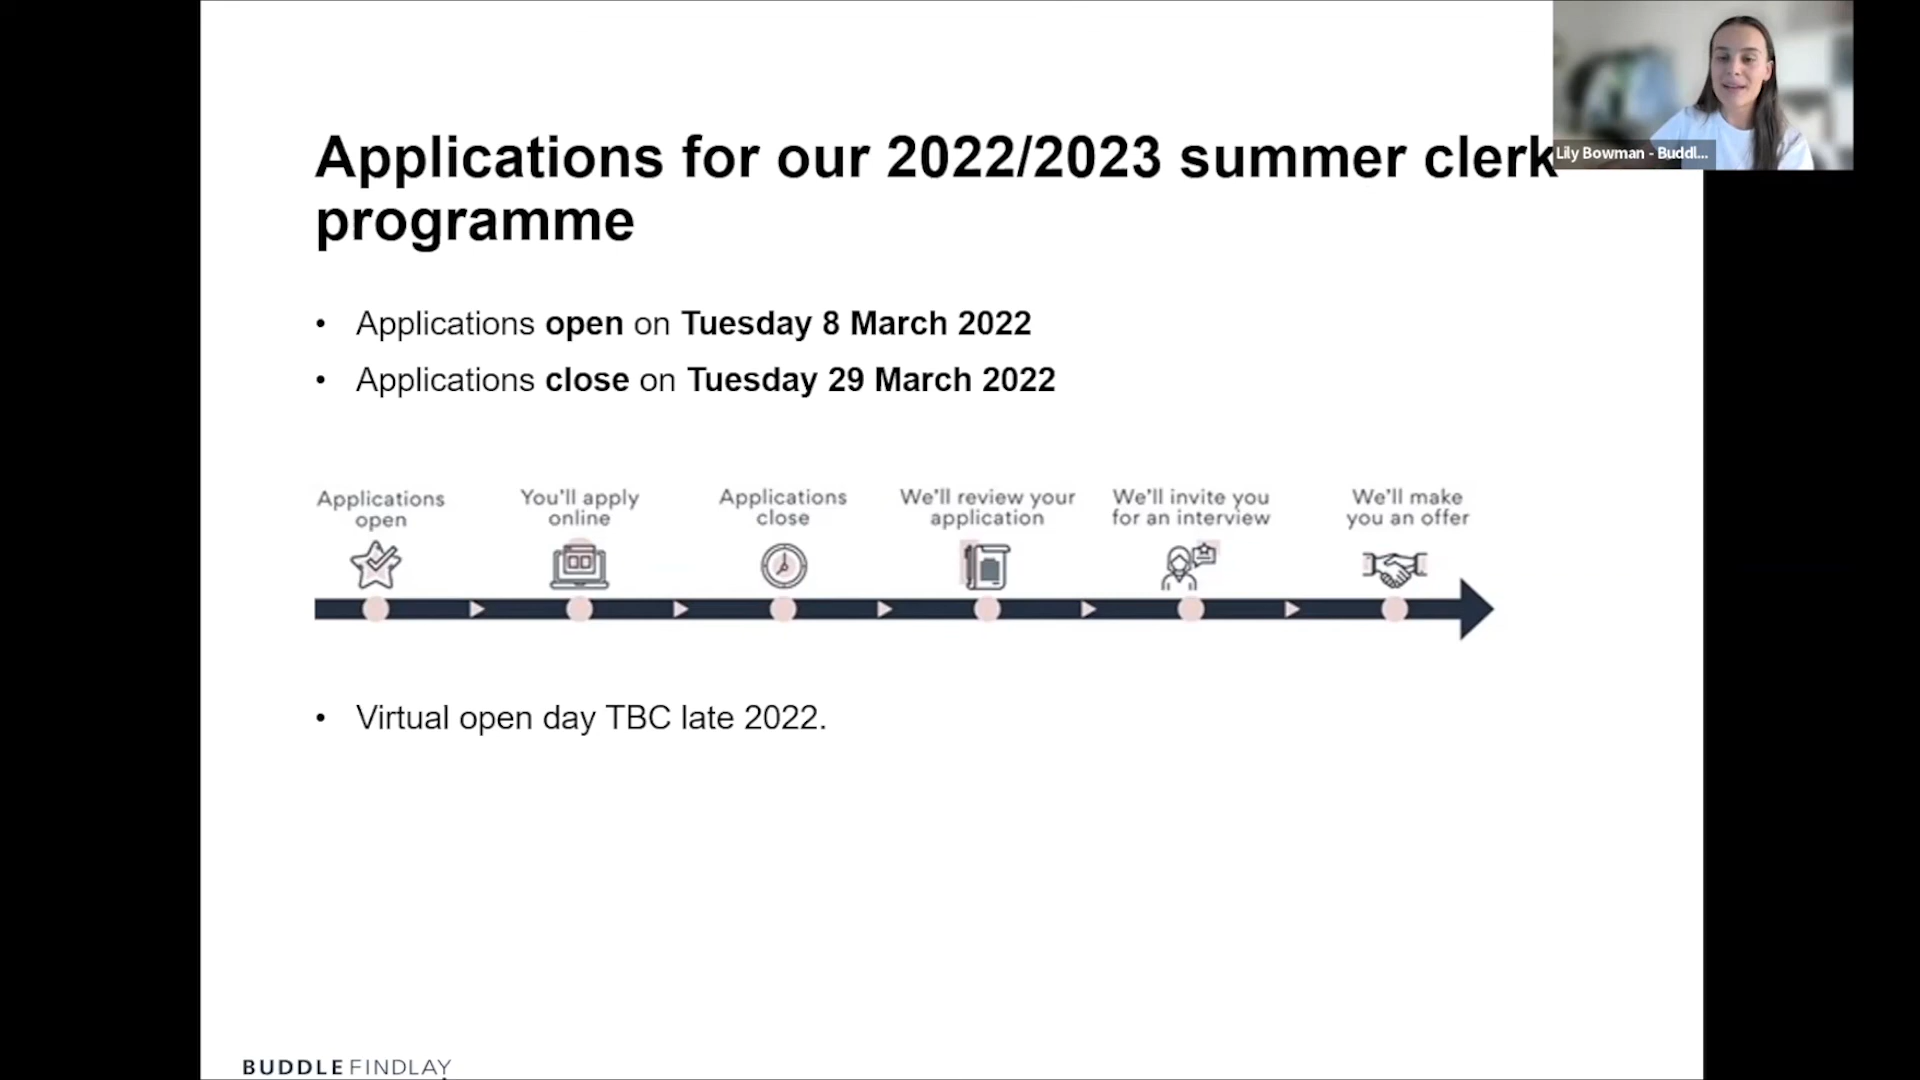 Applications for our 2022/2023 summer clerk
programme
Lily Bowman - Buddl...
• Applications open on Tuesday 8 March 2022
• Applications close on Tuesday 29 March 2022
Applications
open
You'll apply
online
Applications
close
We'll review your
application
We'll invite you
for an interview
We'll make
you an offer
• Virtual open day TBC late 2022.
BUDDLE FINDLAY